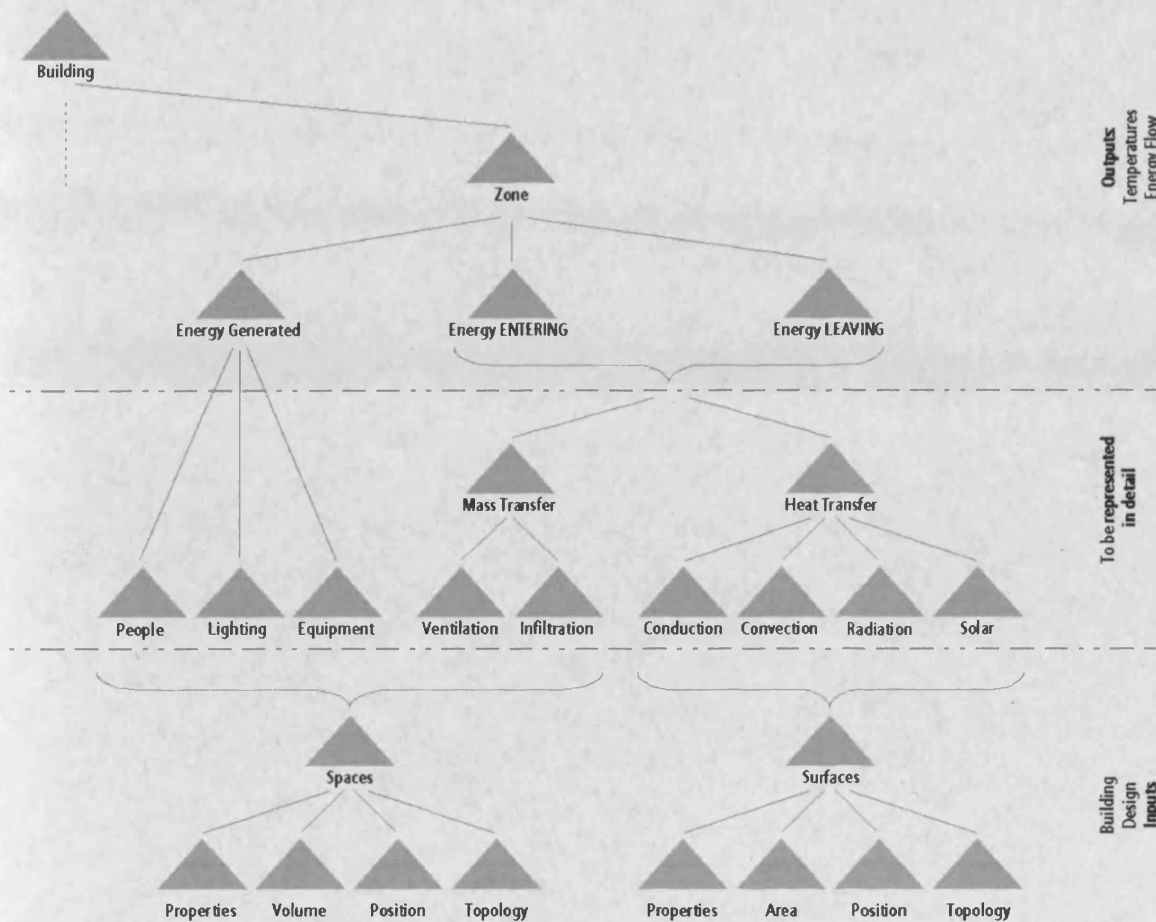 Building
Zone
Energy Generated
Energy ENTERING
Energy LEAVING
Outputs
Temperatures
Energy Flow
Mass Transfer
Heat Transfer
To be represented
in detail
People
Lighting
Equipment
Ventilation
Infiltration
Conduction
Convection
Radiation
Solar
Spaces
Surfaces
Building
Design
Inputs
Properties
Volume
Position
Topology
Properties
Area
Position
Topology